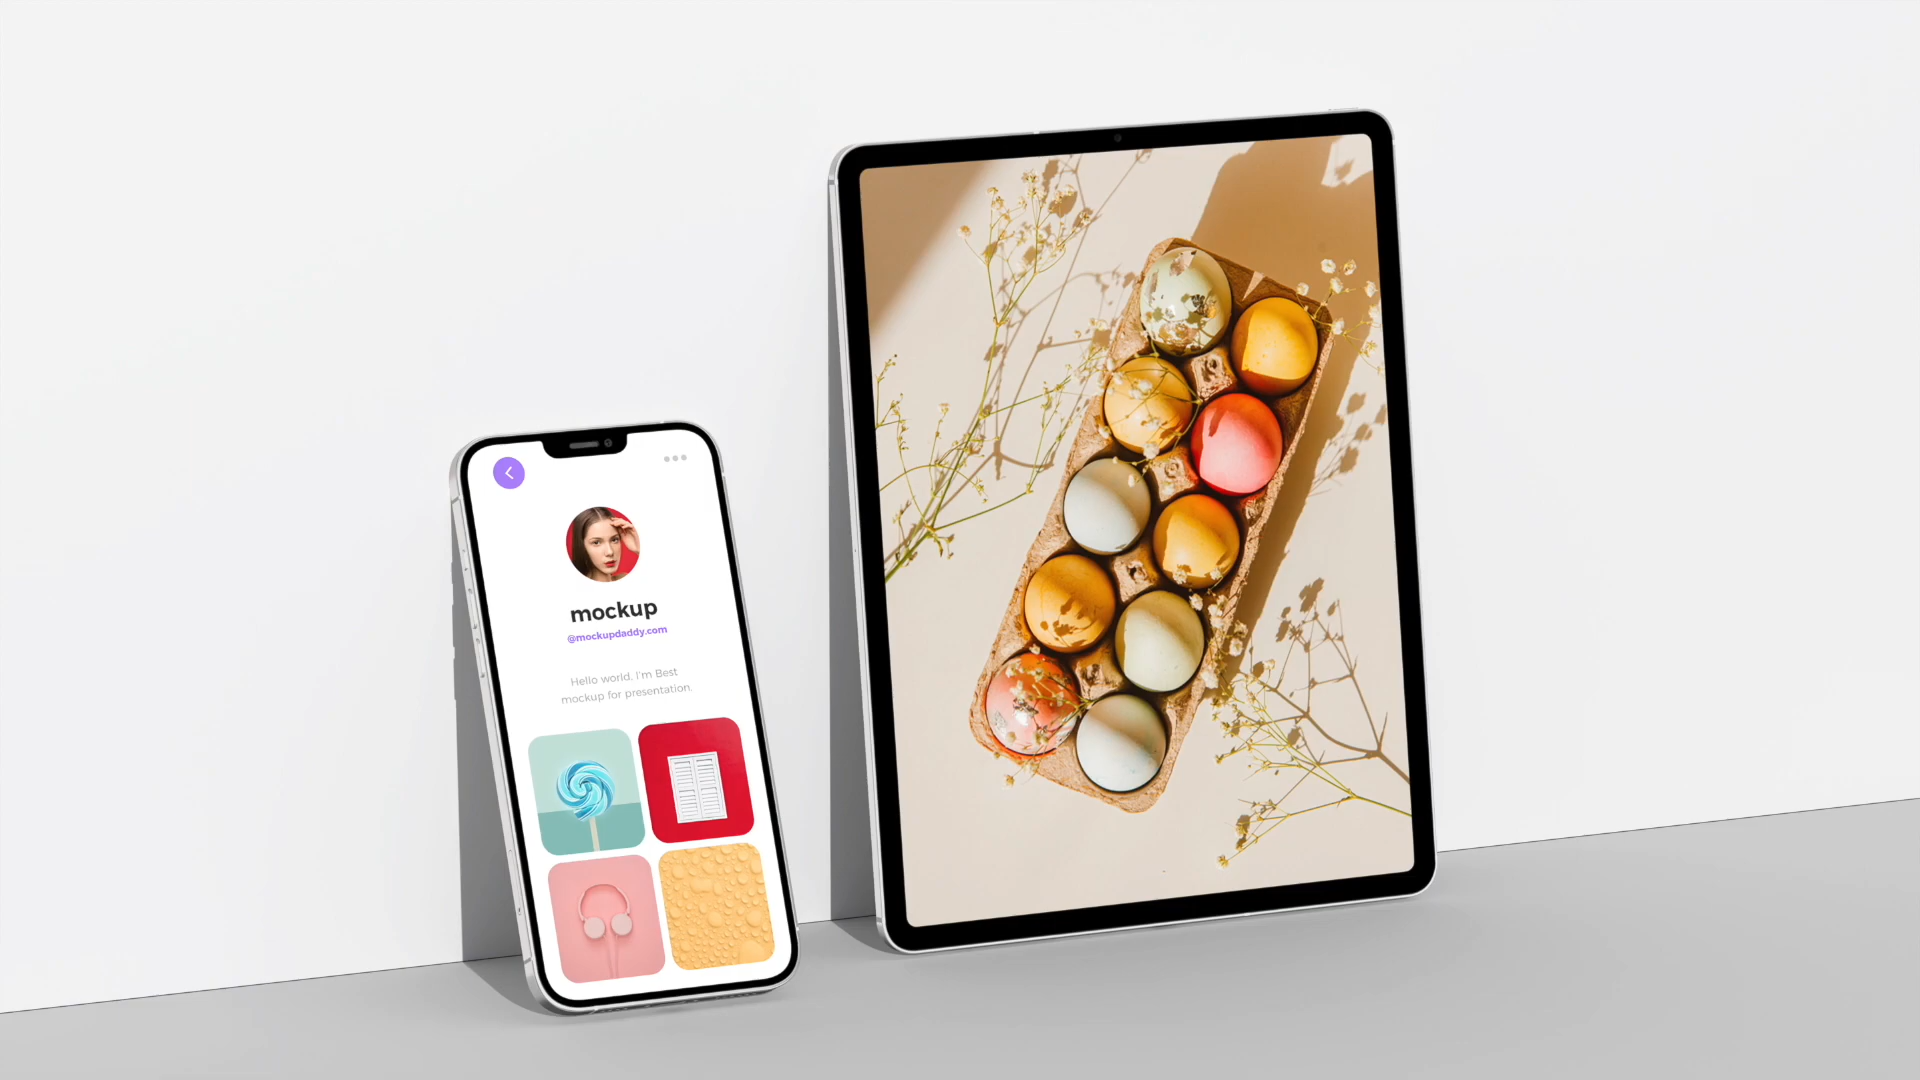 mockup
@mockupdaddy.com
Hello world, I'm Best
mockup for presentation.